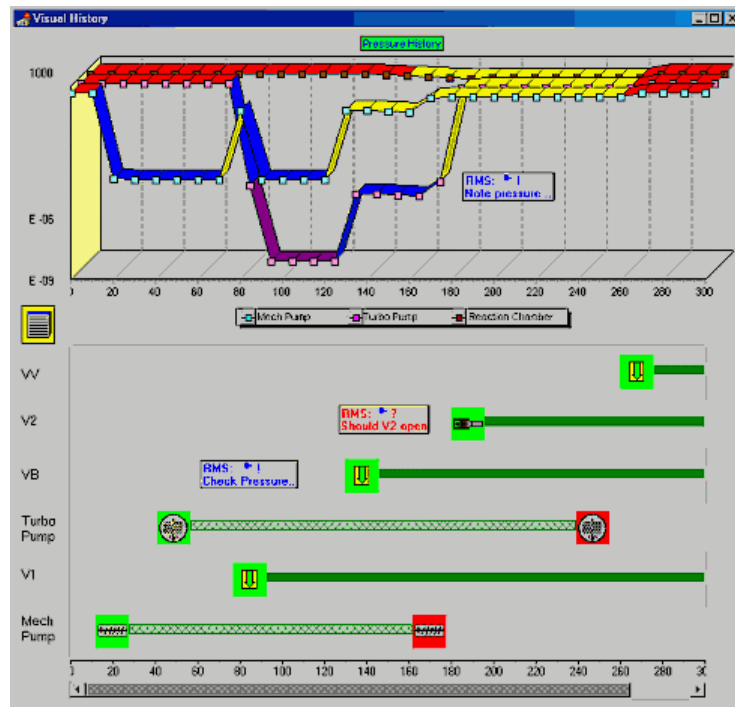 Visual History
Pressure History
1000
E -05
E -09
0 20 40 60 80 100 120 140 160 180 200 220 240 260 280 300
RMS: !
Note pressure ..
Mech Pump Turbo Pump Reaction Chamber
VV
V2
RMS: ?
Should V2 open
VB
RMS: !
Check Pressure..
Turbo
Pump
V1
Mech
Pump
0 20 40 60 80 100 120 140 160 180 200 220 240 260 280 30